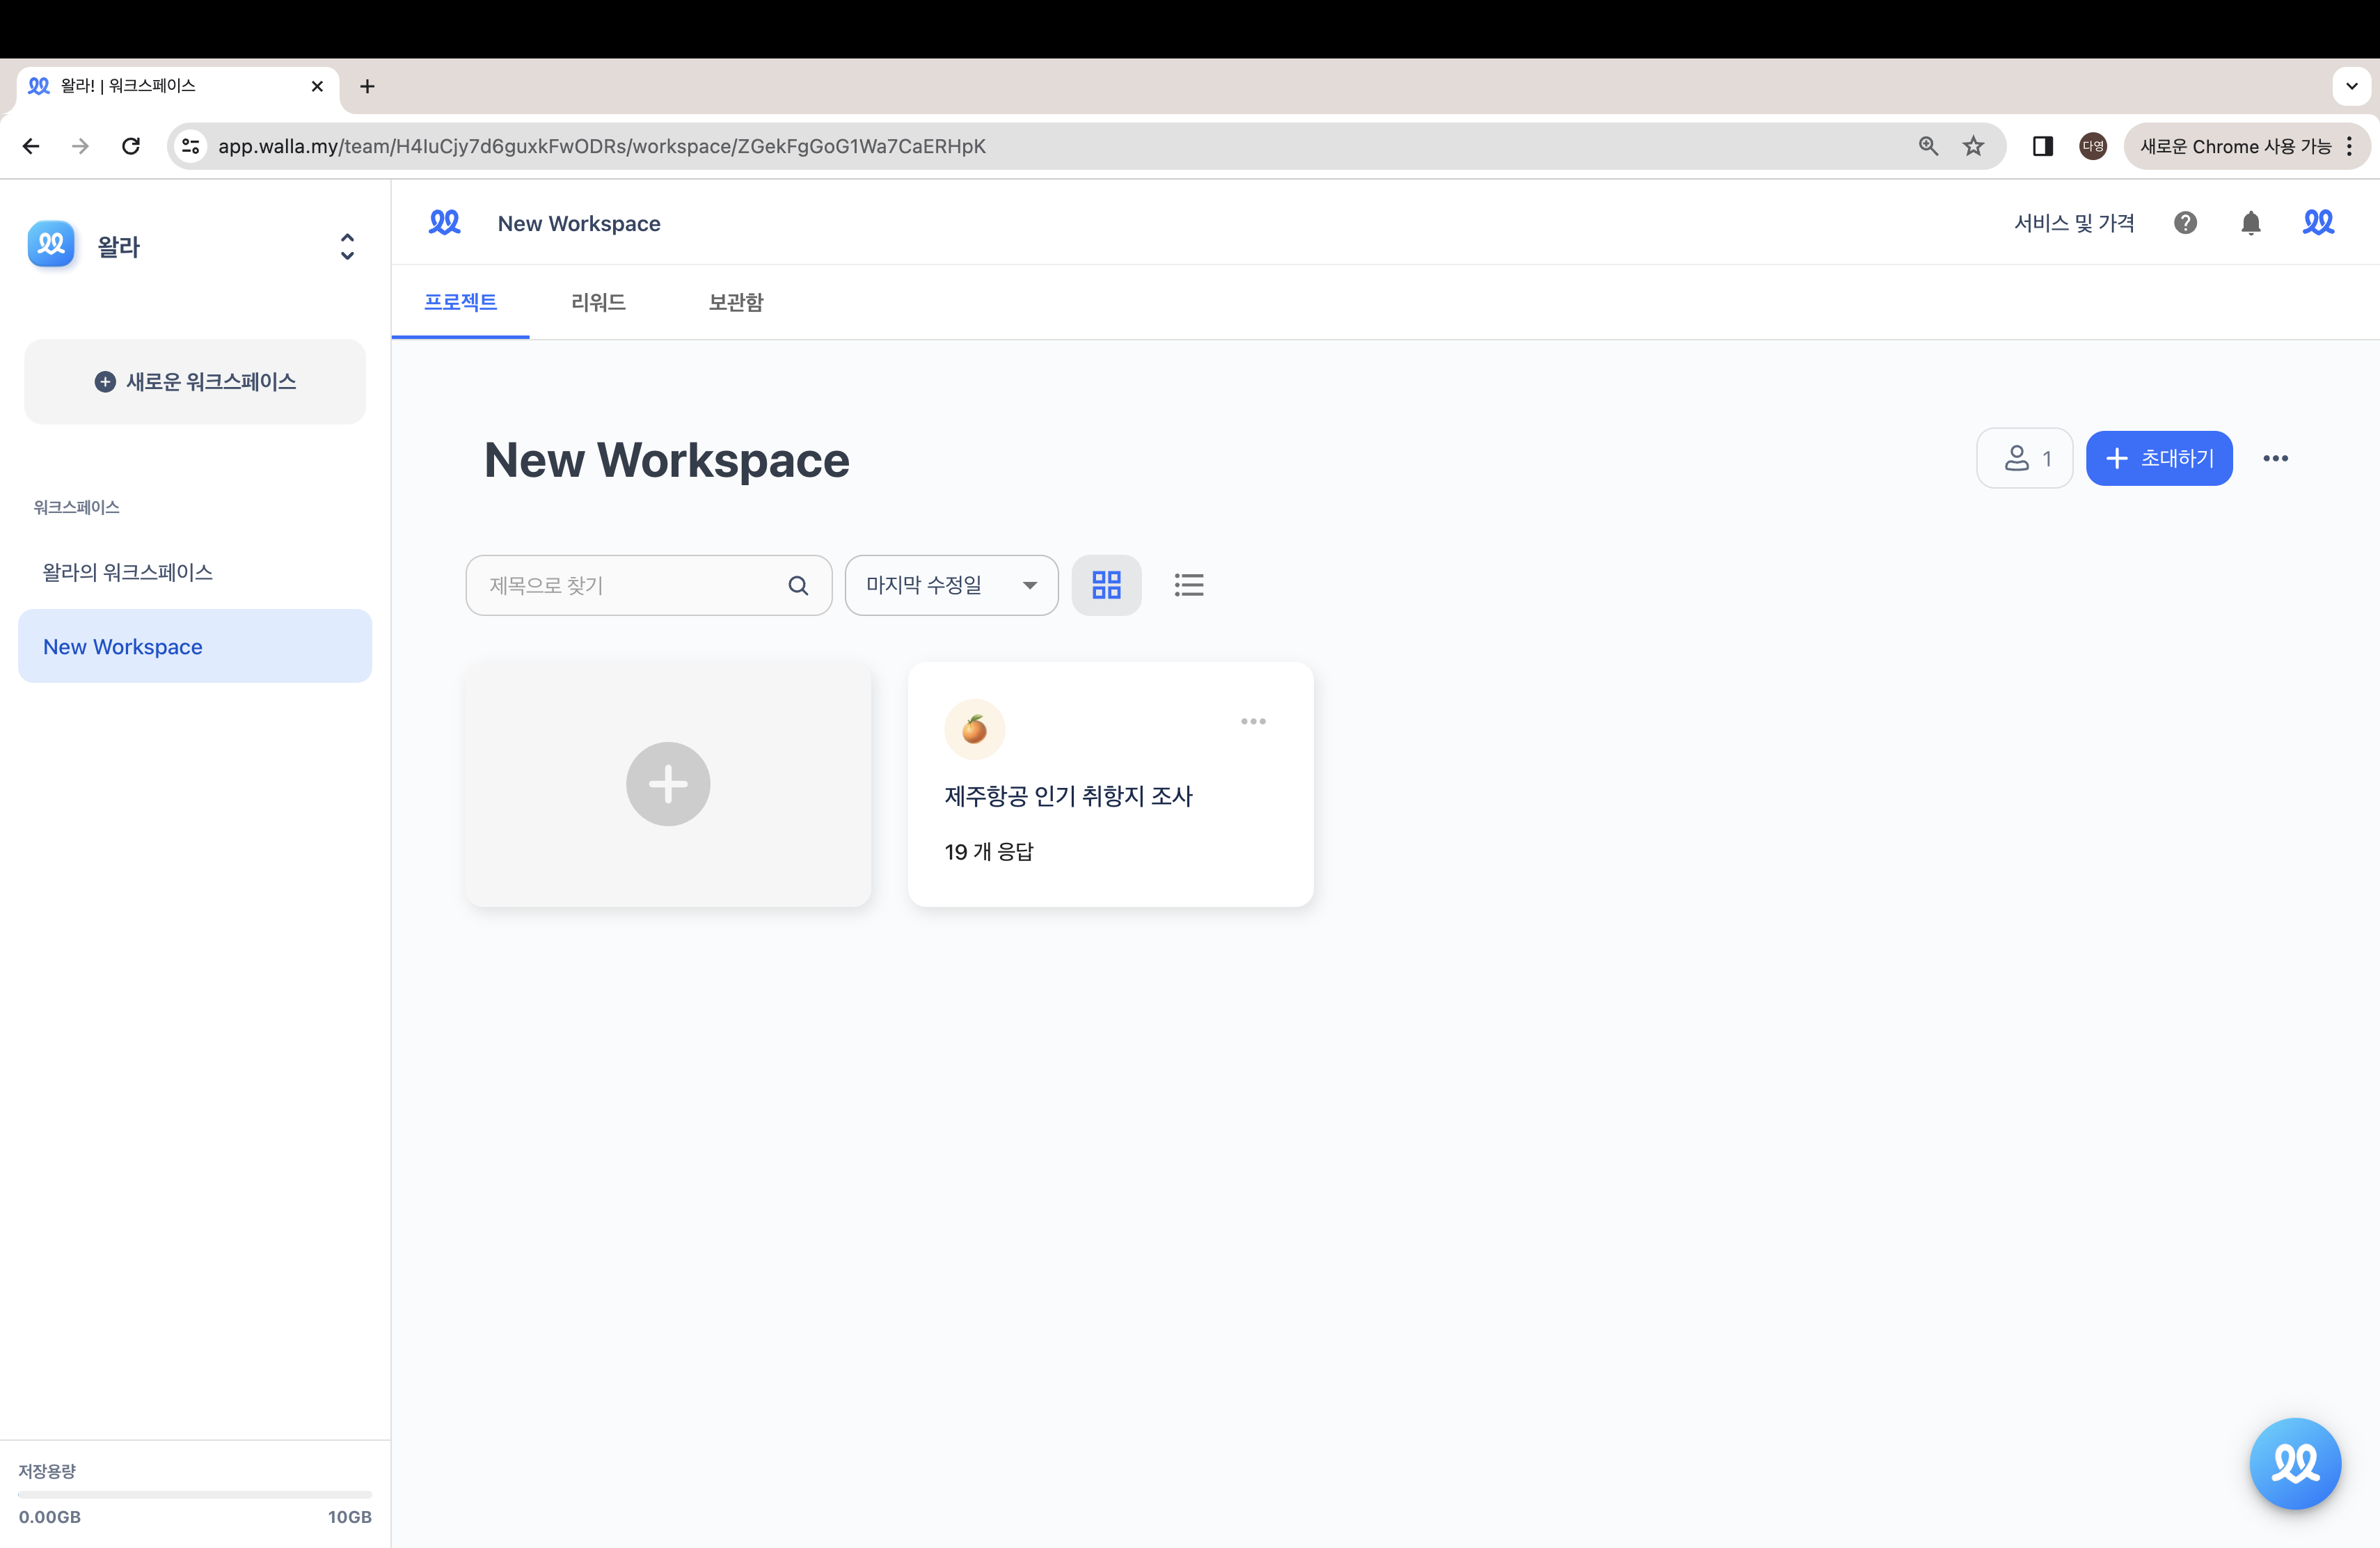 왈라! | 워크스페이스
app.walla.my/team/H4IuCjy7d6guxkFwODRs/workspace/ZGekFgGoG1Wa7CaERHpK
다영
새로운 Chrome 사용 가능
왈라
New Workspace
서비스 및 가격
프로젝트
리워드
보관함
새로운 워크스페이스
New Workspace
1
초대하기
워크스페이스
왈라의 워크스페이스
New Workspace
제목으로 찾기
마지막 수정일
제주항공 인기 취항지 조사
19 개 응답
저장용량
0.00GB
10GB